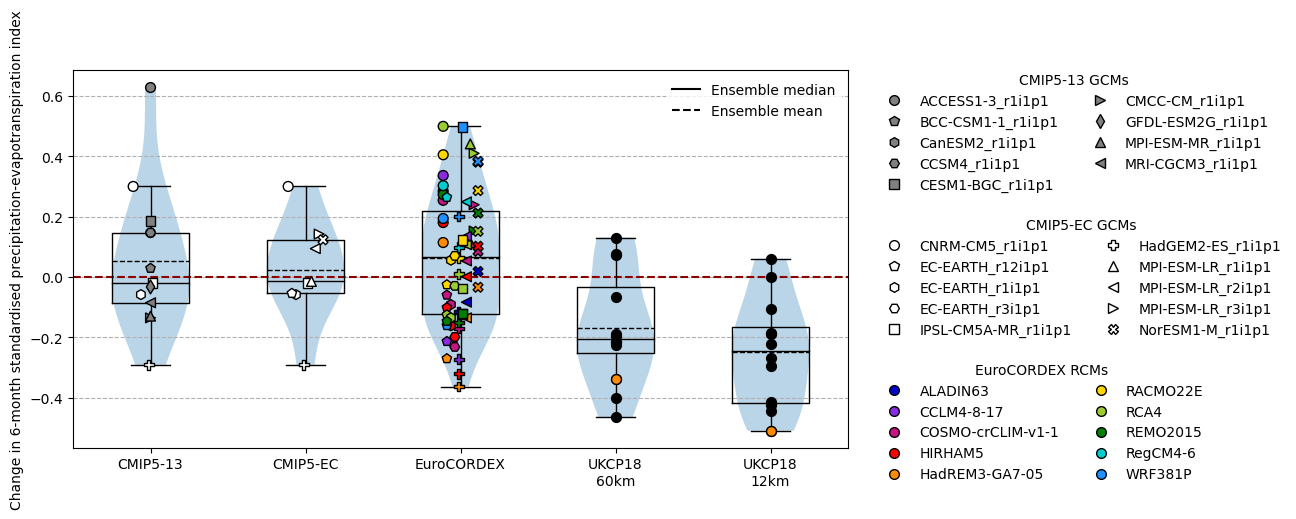 Change in 6-month standardised precipitation-evapotranspiration index
0.6
0.4
0.2
0.0
−0.2
−0.4
Ensemble median
Ensemble mean
CMIP5-13
CMIP5-EC
EuroCORDEX
UKCP18
60km
UKCP18
12km
CMIP5-13 GCMs
ACCESS1-3_r1i1p1
BCC-CSM1-1_r1i1p1
CanESM2_r1i1p1
CCSM4_r1i1p1
CESM1-BGC_r1i1p1
CMCC-CM_r1i1p1
GFDL-ESM2G_r1i1p1
MPI-ESM-MR_r1i1p1
MRI-CGCM3_r1i1p1
CMIP5-EC GCMs
CNRM-CM5_r1i1p1
EC-EARTH_r12i1p1
EC-EARTH_r1i1p1
EC-EARTH_r3i1p1
IPSL-CM5A-MR_r1i1p1
HadGEM2-ES_r1i1p1
MPI-ESM-LR_r1i1p1
MPI-ESM-LR_r2i1p1
MPI-ESM-LR_r3i1p1
NorESM1-M_r1i1p1
EuroCORDEX RCMs
ALADIN63
CCLM4-8-17
COSMO-crCLIM-v1-1
HIRHAM5
HadREM3-GA7-05
RACMO22E
RCA4
REMO2015
RegCM4-6
WRF381P